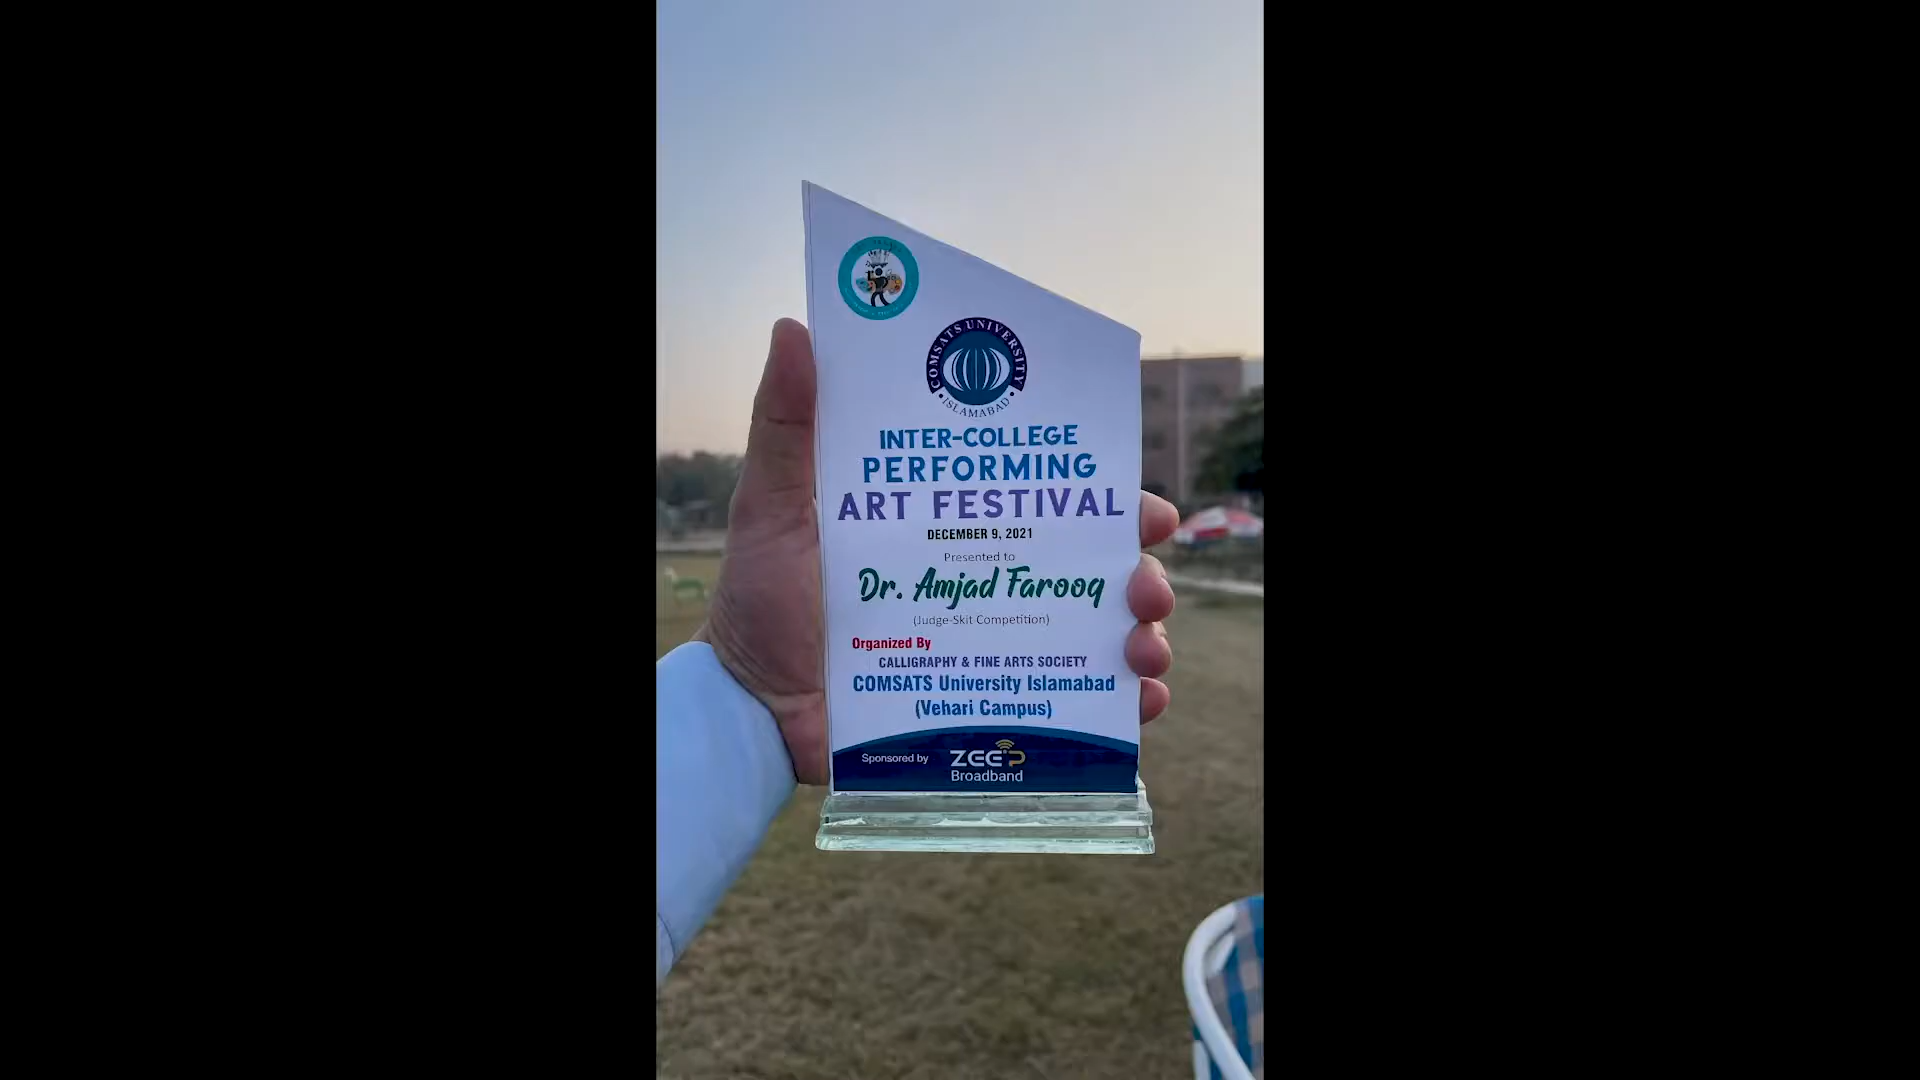 COMSATS UNIVERSITY
ISLAMABAD
INTER-COLLEGE
PERFORMING
ART FESTIVAL
DECEMBER 9, 2021
Presented to
Dr. Amjad Farooq
(Judge-Skit Competition)
Organized By
CALLIGRAPHY & FINE ARTS SOCIETY
COMSATS University Islamabad
(Vehari Campus)
Sponsored by
ZEEP
Broadband